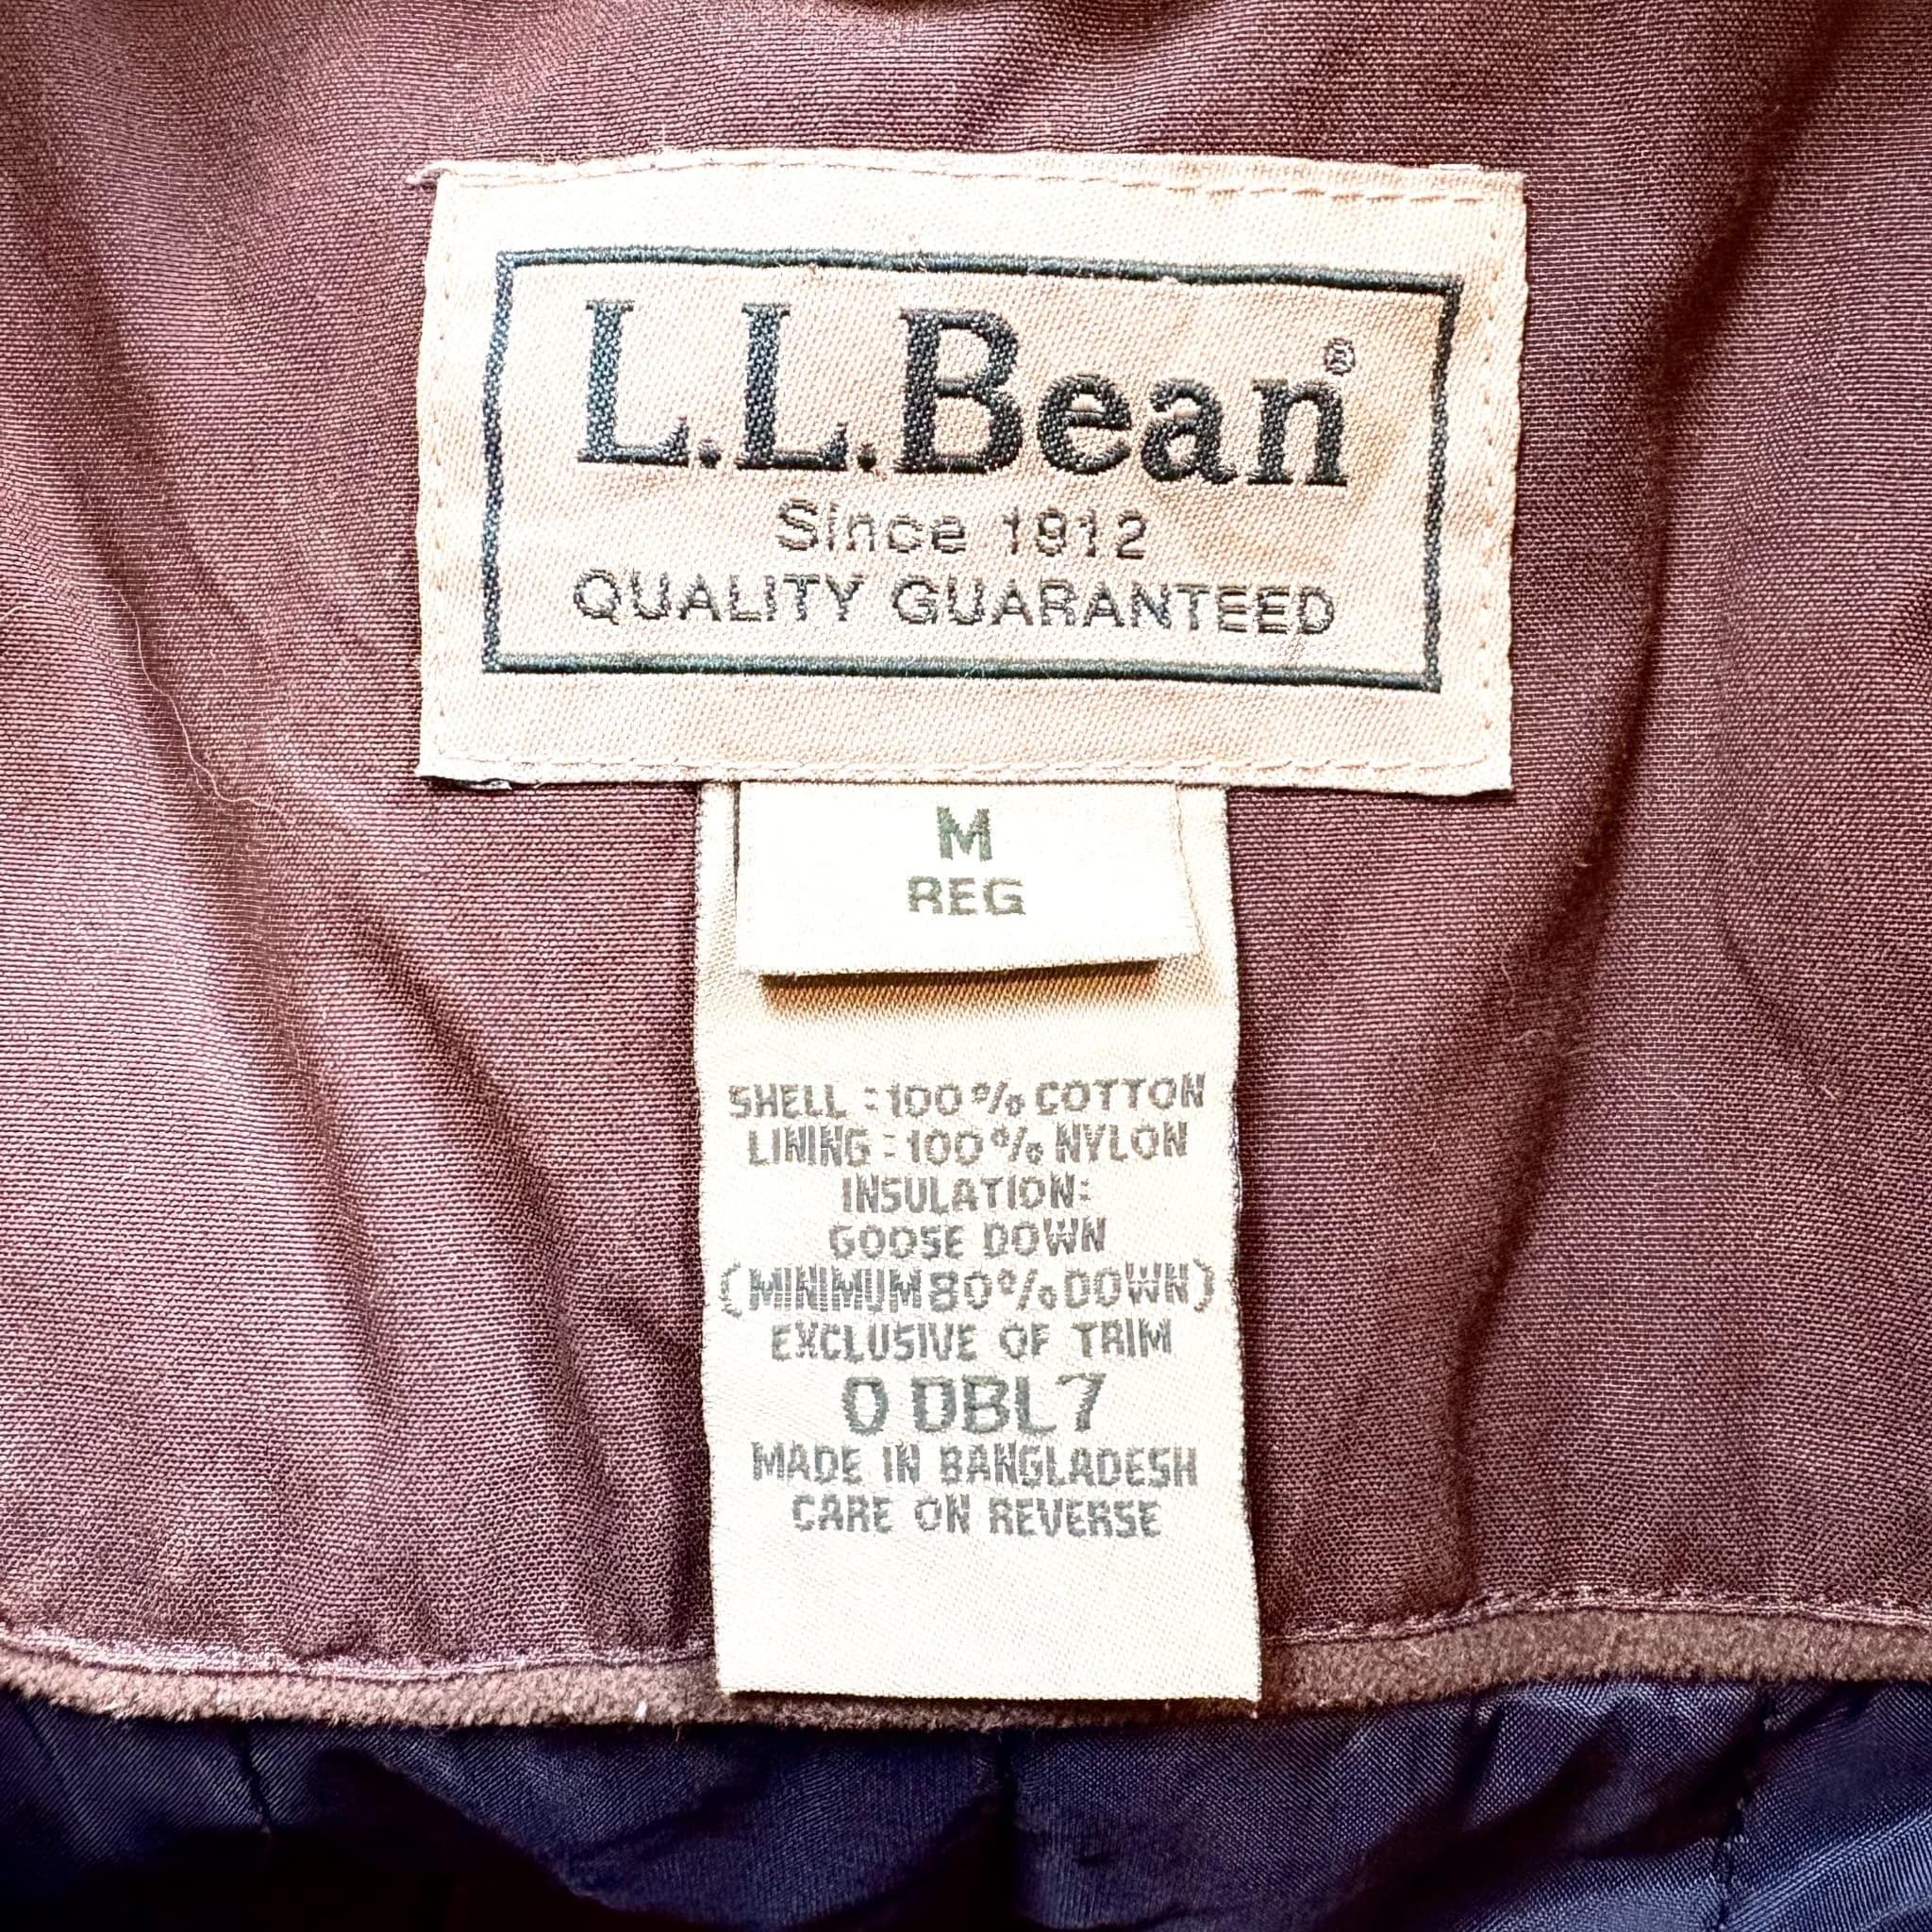 L.L.Bean®
Since 1912
QUALITY GUARANTEED
M
REG
SHELL:100% COTTON
LINING:100% NYLON
INSULATION:
GOOSE DOWN
(MINIMUM 80% DOWN)
EXCLUSIVE OF TRIM
0 DBL7
MADE IN BANGLADESH
CARE ON REVERSE